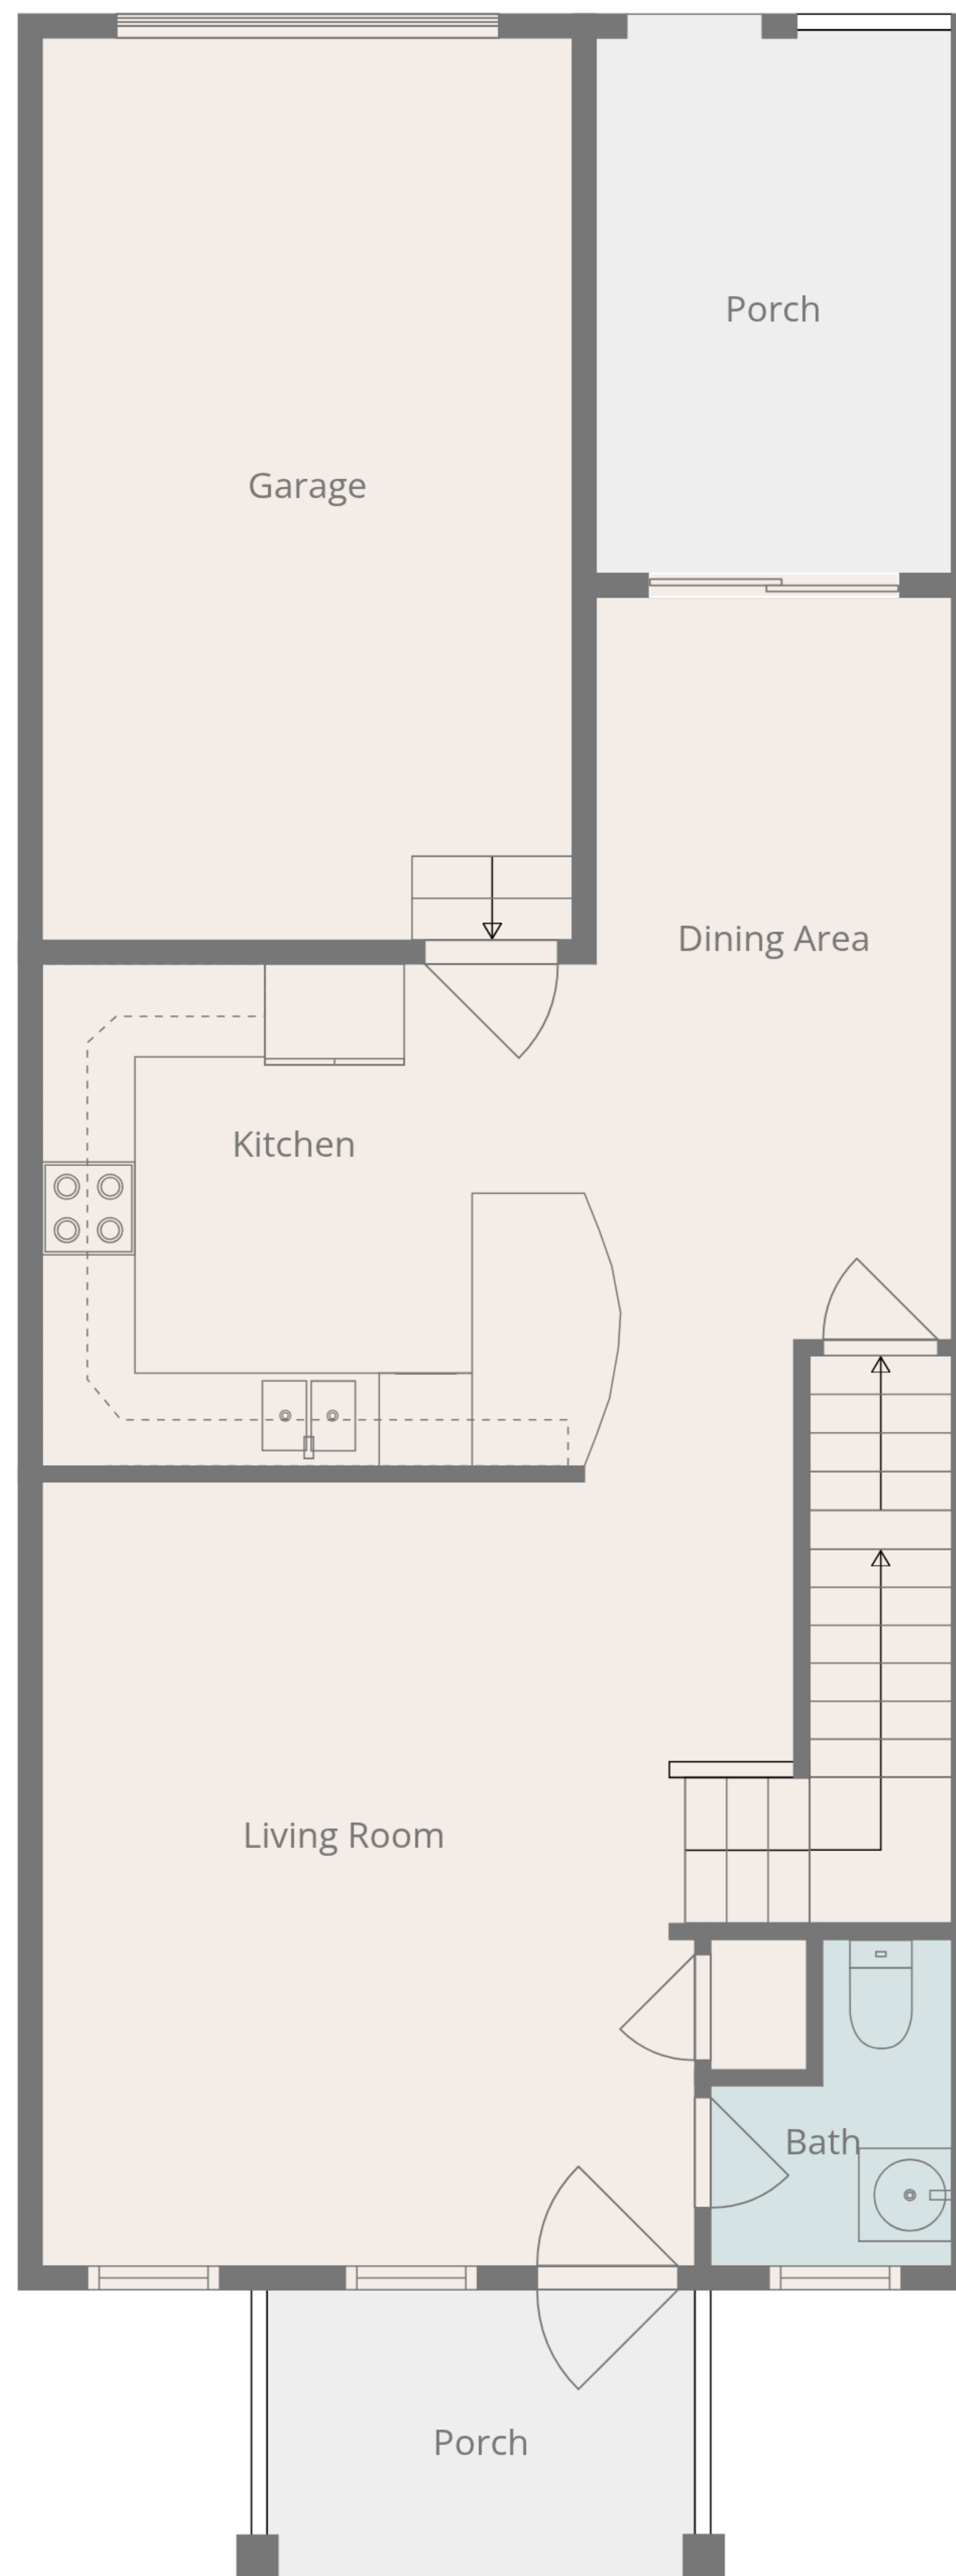 Porch
Garage
Dining Area
Kitchen
Living Room
Bath
Porch